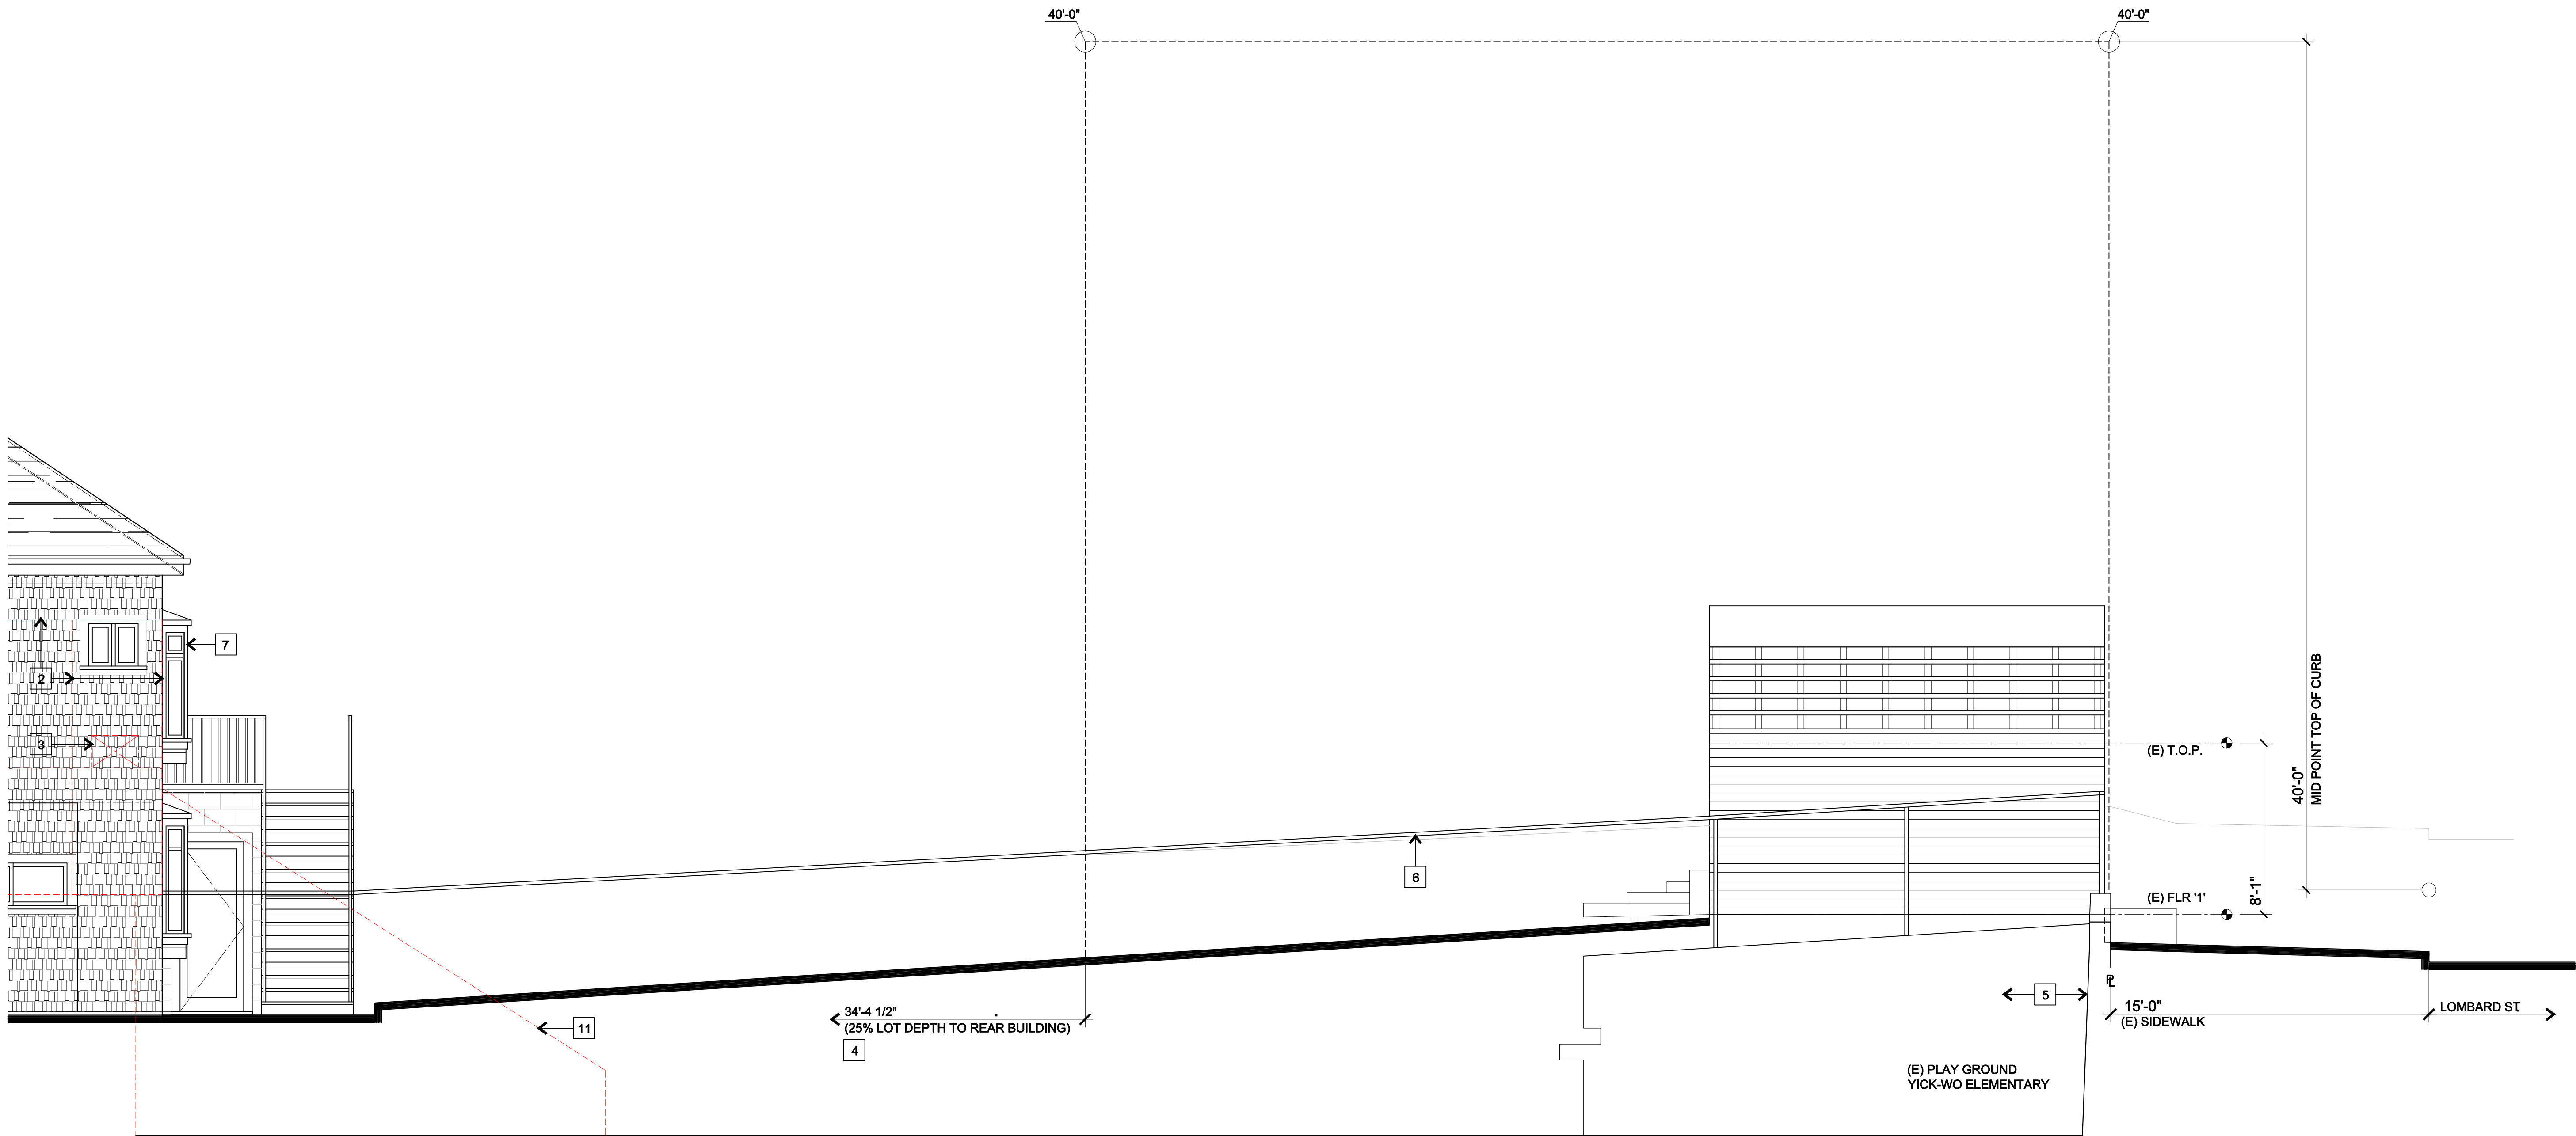 40'-0"
40'-0"
40'-0"
MID POINT TOP OF CURB
7
2
3
(E) T.O.P.
6
8'-1"
(E) FLR '1'
PL
5
15'-0"
(E) SIDEWALK
LOMBARD ST
34'-4 1/2"
(25% LOT DEPTH TO REAR BUILDING)
4
11
(E) PLAY GROUND
YICK-WO ELEMENTARY